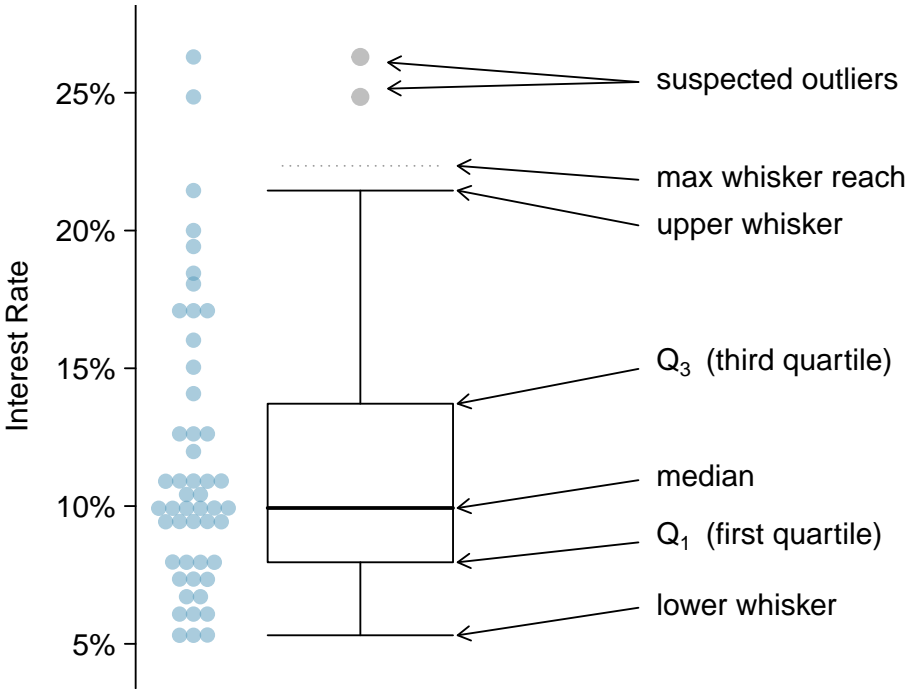 Interest Rate
25%
20%
15%
10%
5%
suspected outliers
max whisker reach
upper whisker
Q₃ (third quartile)
median
Q₁ (first quartile)
lower whisker